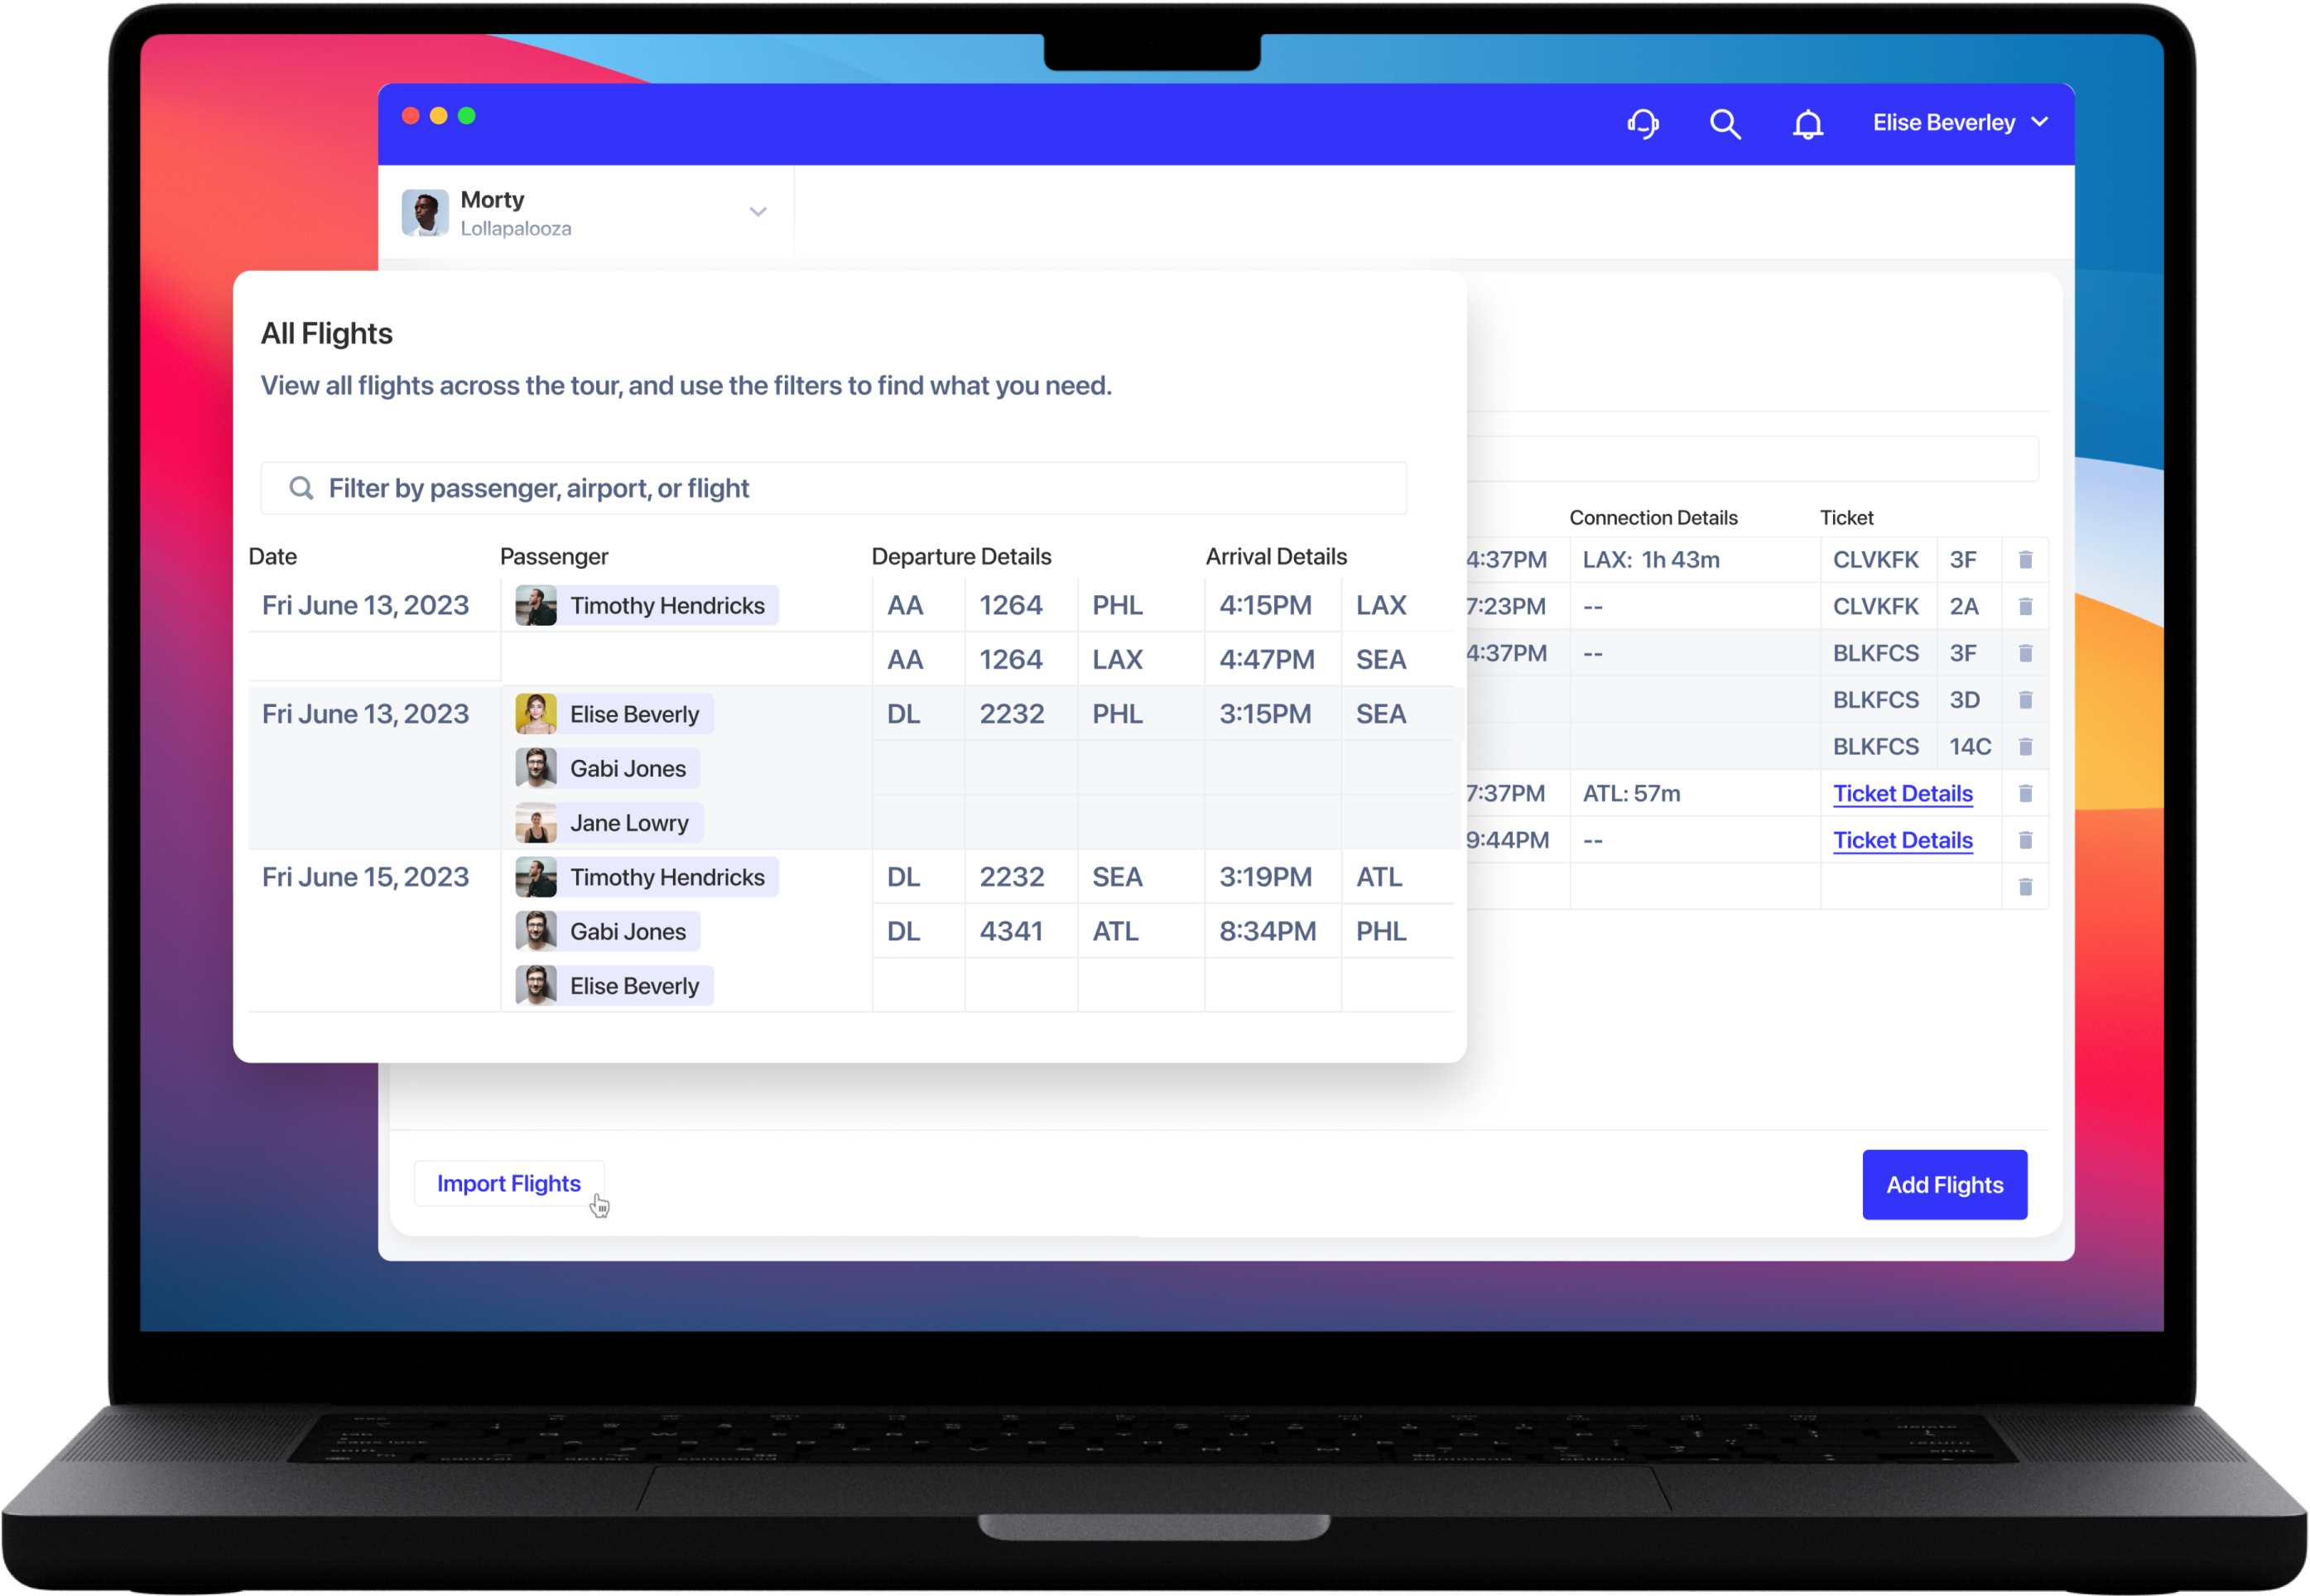 Elise Beverley
Morty
Lollapalooza
All Flights
View all flights across the tour, and use the filters to find what you need.
Filter by passenger, airport, or flight
Date Passenger Departure Details Arrival Details
Fri June 13, 2023 Timothy Hendricks AA 1264 PHL 4:15PM LAX
AA 1264 LAX 4:47PM SEA
Fri June 13, 2023 Elise Beverly DL 2232 PHL 3:15PM SEA
Gabi Jones
Jane Lowry
Fri June 15, 2023 Timothy Hendricks DL 2232 SEA 3:19PM ATL
Gabi Jones DL 4341 ATL 8:34PM PHL
Elise Beverly
Connection Details Ticket
4:37PM LAX: 1h 43m CLVKFK 3F
7:23PM -- CLVKFK 2A
4:37PM -- BLKFCS 3F
BLKFCS 3D
BLKFCS 14C
7:37PM ATL: 57m Ticket Details
9:44PM -- Ticket Details
Import Flights
Add Flights